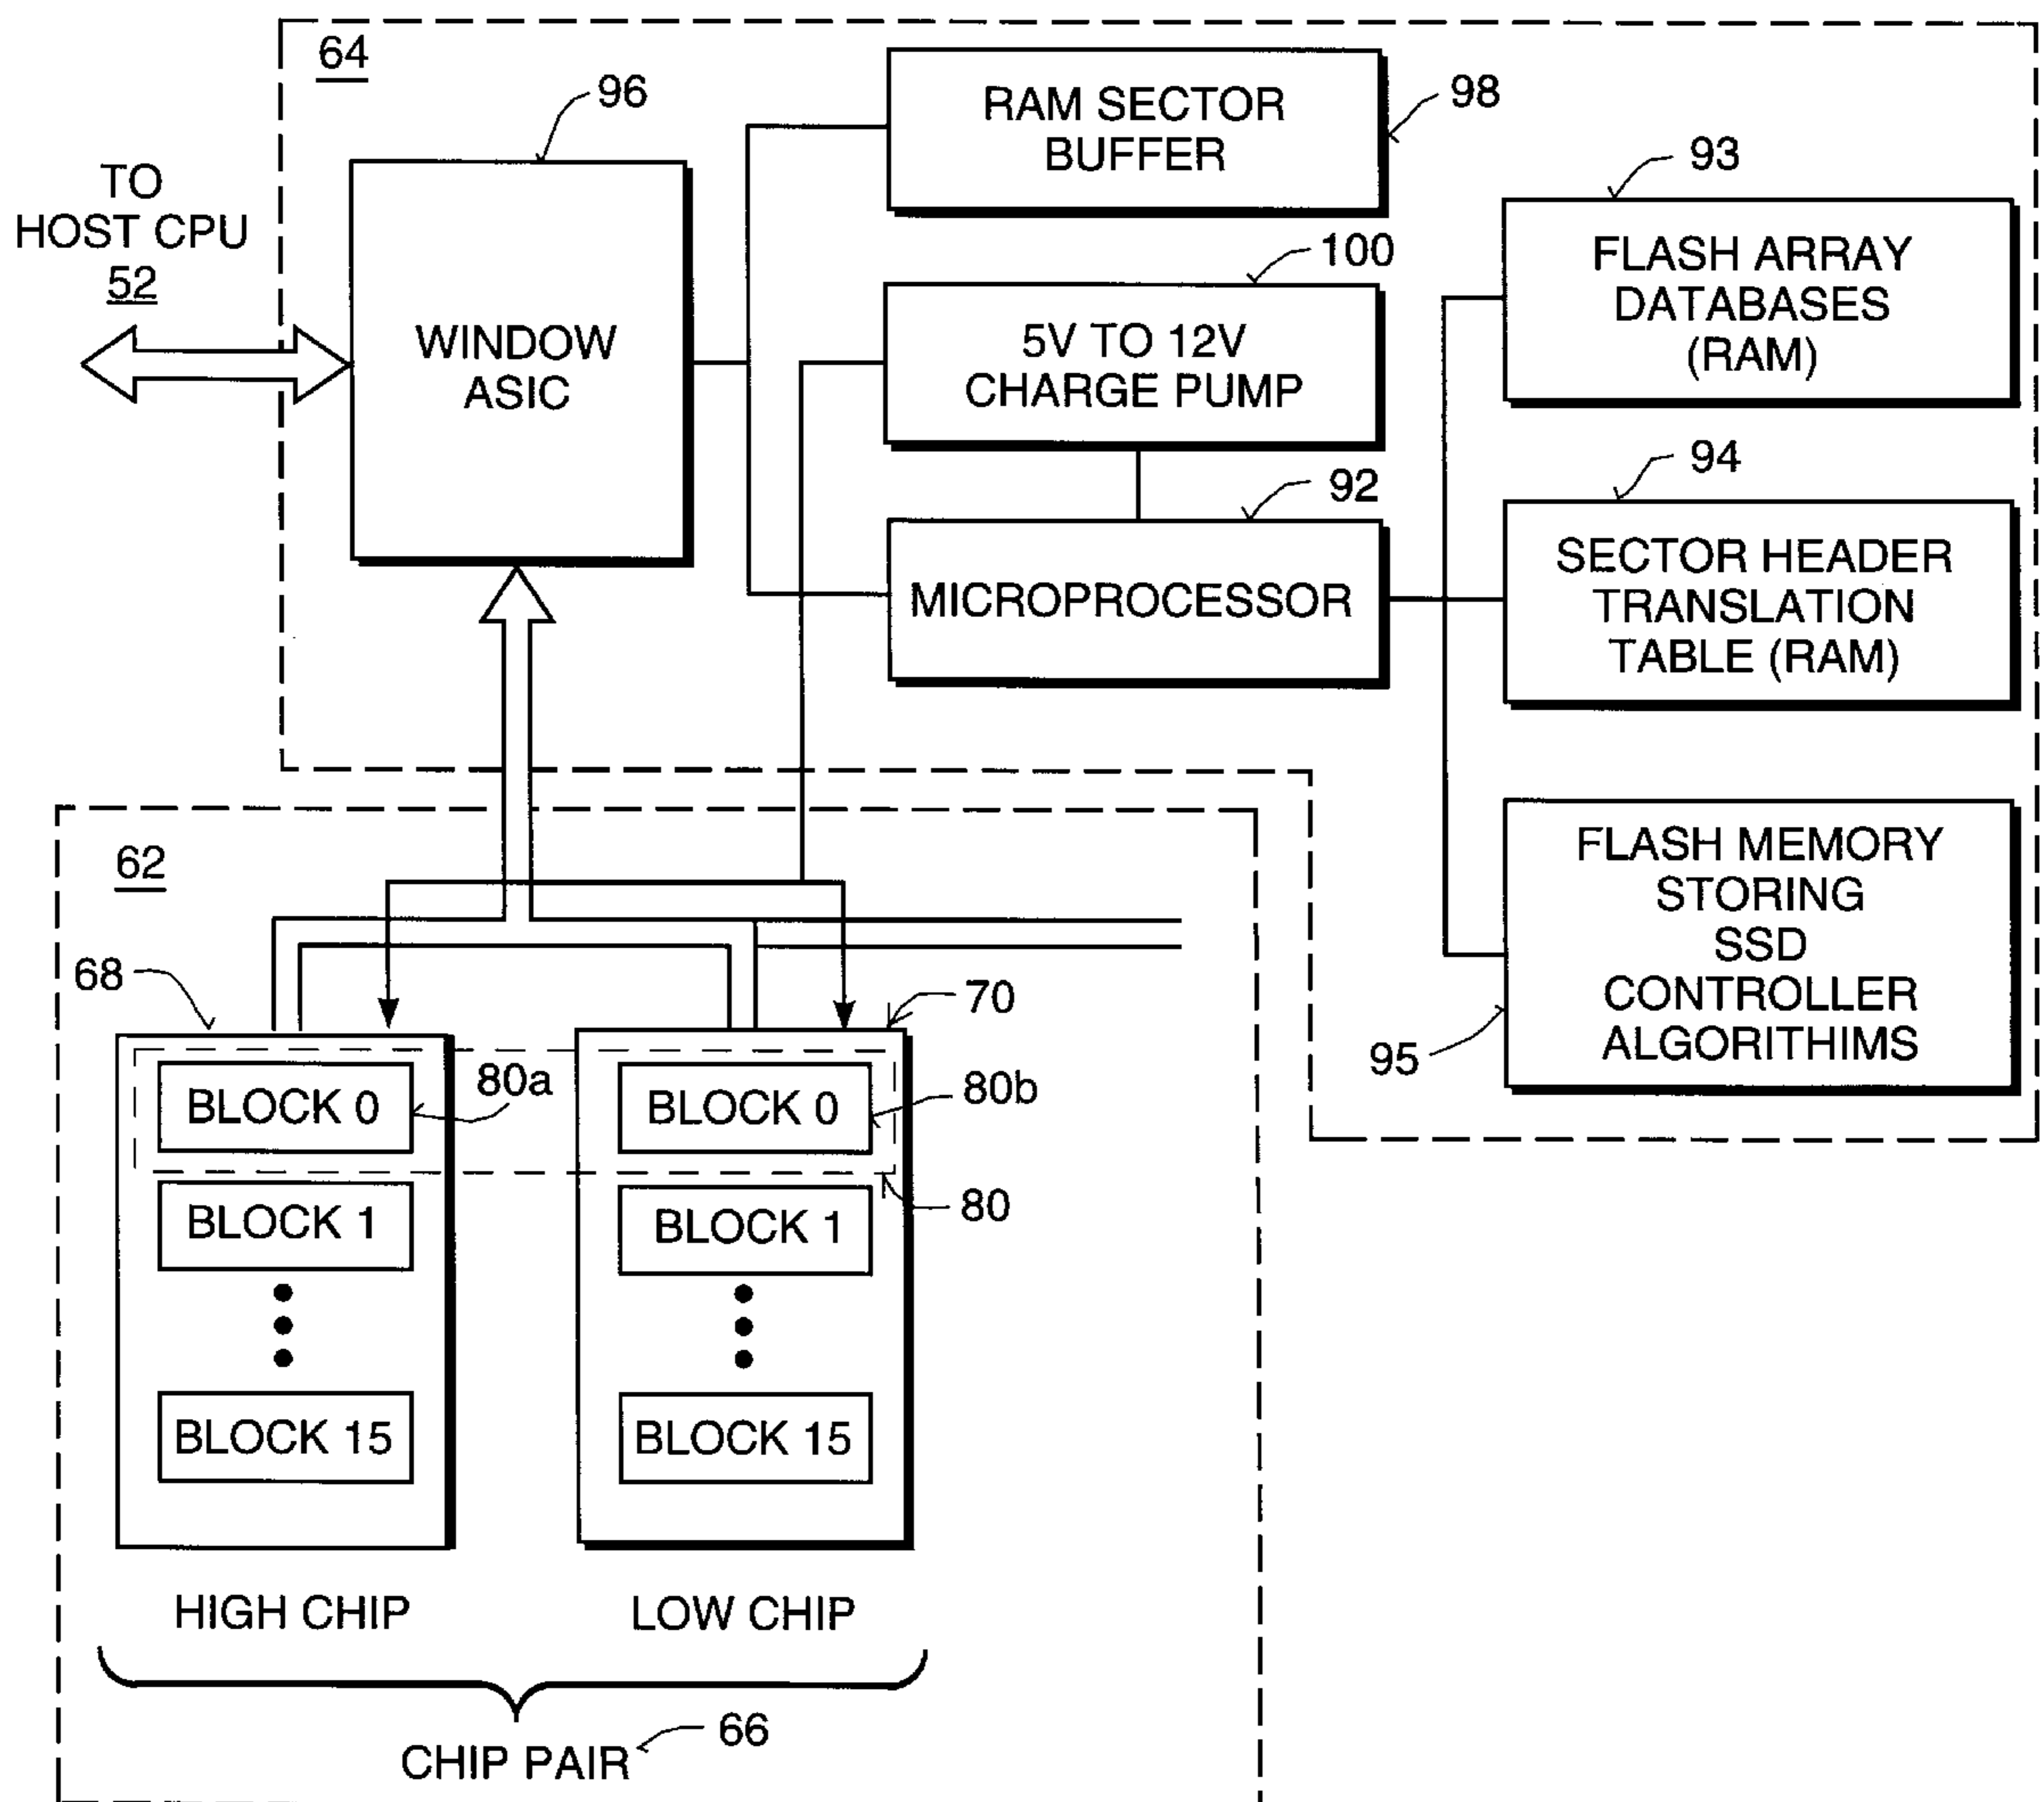 64
96
RAM SECTOR
BUFFER
98
93
TO
HOST CPU
52
WINDOW
ASIC
100
5V TO 12V
CHARGE PUMP
FLASH ARRAY
DATABASES
(RAM)
92
MICROPROCESSOR
94
SECTOR HEADER
TRANSLATION
TABLE (RAM)
FLASH MEMORY
STORING
SSD
CONTROLLER
ALGORITHIMS
95
62
68
70
BLOCK 0
80a
BLOCK 0
80b
80
BLOCK 1
BLOCK 1
BLOCK 15
BLOCK 15
HIGH CHIP
LOW CHIP
CHIP PAIR
66